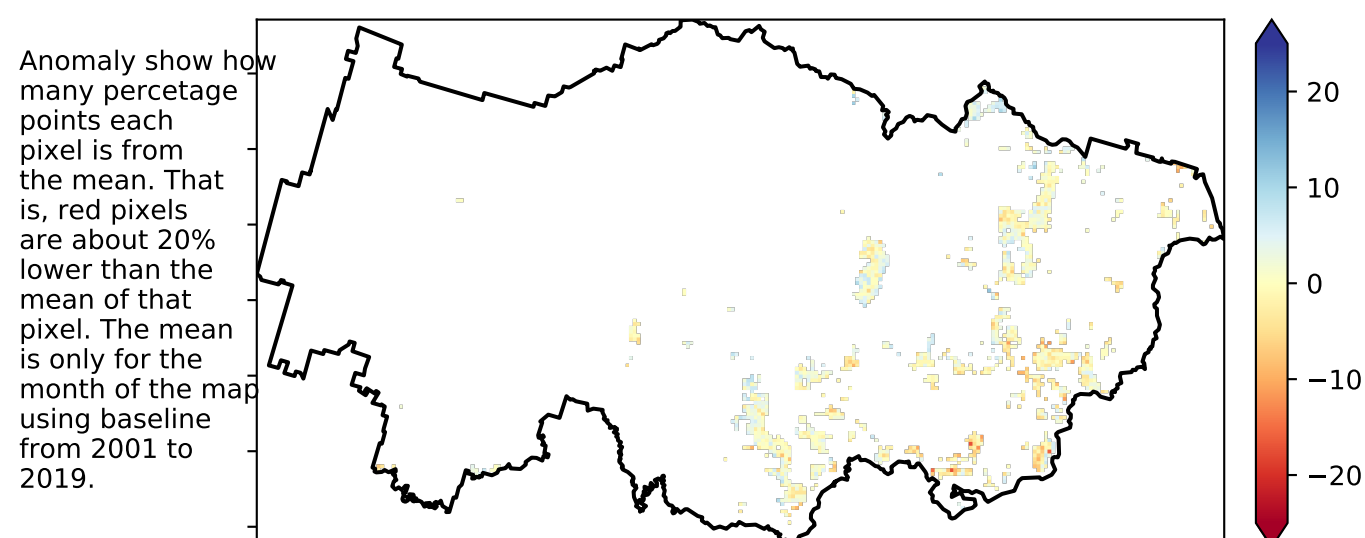 Anomaly show how
many percetage
points each
pixel is from
the mean. That
is, red pixels
are about 20%
lower than the
mean of that
pixel. The mean
is only for the
month of the map
using baseline
from 2001 to
2019.
20
10
0
−10
−20